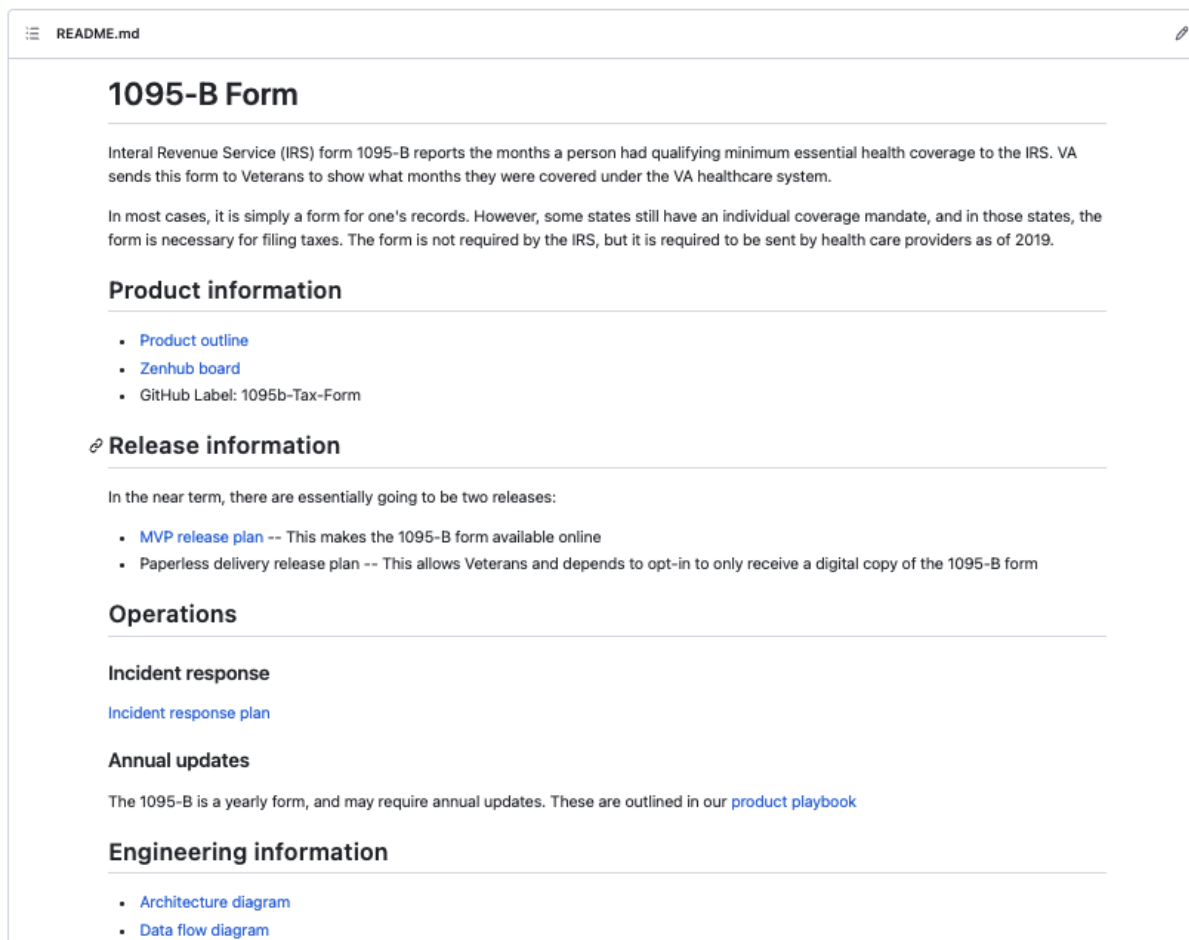 README.md
1095-B Form
Interal Revenue Service (IRS) form 1095-B reports the months a person had qualifying minimum essential health coverage to the IRS. VA
sends this form to Veterans to show what months they were covered under the VA healthcare system.
In most cases, it is simply a form for one's records. However, some states still have an individual coverage mandate, and in those states, the
form is necessary for filing taxes. The form is not required by the IRS, but it is required to be sent by health care providers as of 2019.
Product information
• Product outline
• Zenhub board
• GitHub Label: 1095b-Tax-Form
Release information
In the near term, there are essentially going to be two releases:
• MVP release plan -- This makes the 1095-B form available online
• Paperless delivery release plan -- This allows Veterans and depends to opt-in to only receive a digital copy of the 1095-B form
Operations
Incident response
Incident response plan
Annual updates
The 1095-B is a yearly form, and may require annual updates. These are outlined in our product playbook
Engineering information
• Architecture diagram
• Data flow diagram